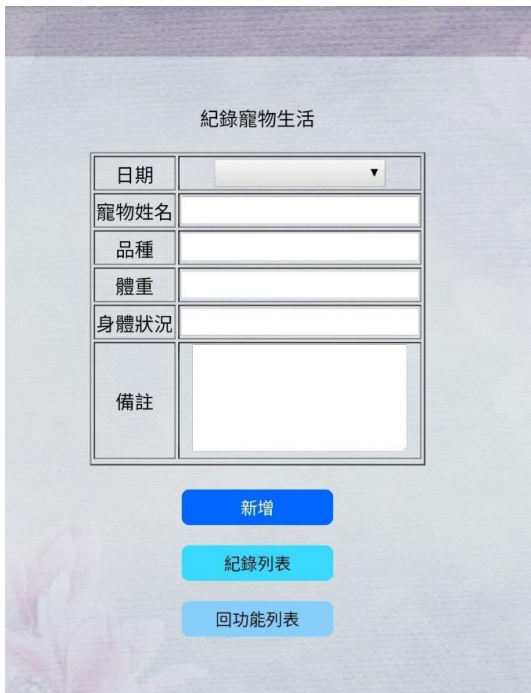 紀錄寵物生活
日期
寵物姓名
品種
體重
身體狀況
備註
新增
紀錄列表
回功能列表